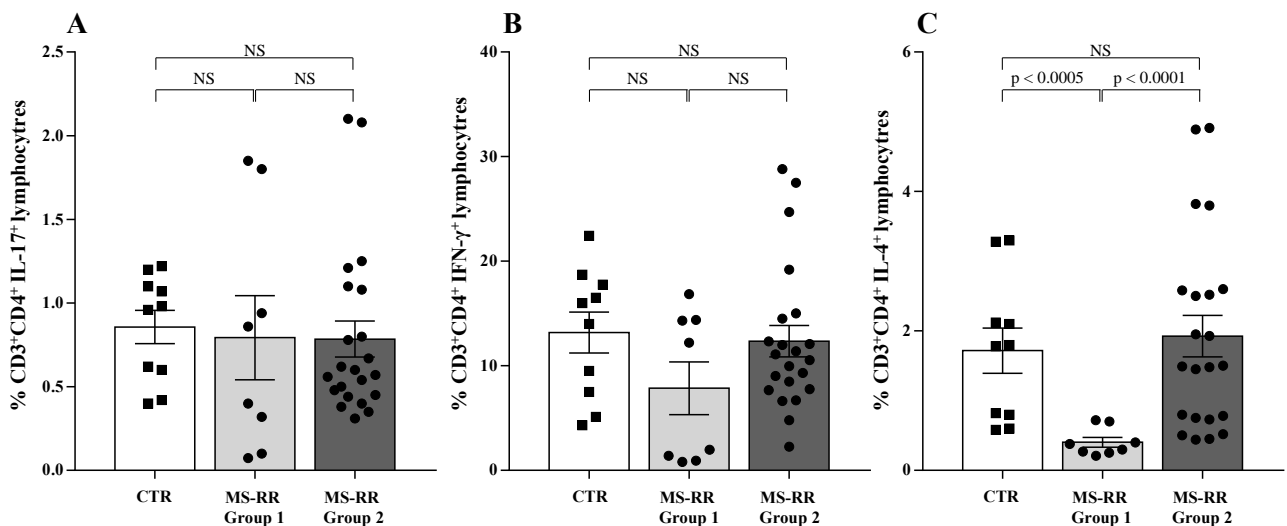 A
NS
NS
NS
% CD3⁺CD4⁺ IL-17⁺ lymphocytres
2.5
2.0
1.5
1.0
0.5
0.0
CTR
MS-RR
Group 1
MS-RR
Group 2
B
NS
NS
NS
% CD3⁺CD4⁺ IFN-γ⁺ lymphocytres
40
30
20
10
0
CTR
MS-RR
Group 1
MS-RR
Group 2
C
NS
p < 0.0005
p < 0.0001
% CD3⁺CD4⁺ IL-4⁺ lymphocytres
6
4
2
0
CTR
MS-RR
Group 1
MS-RR
Group 2